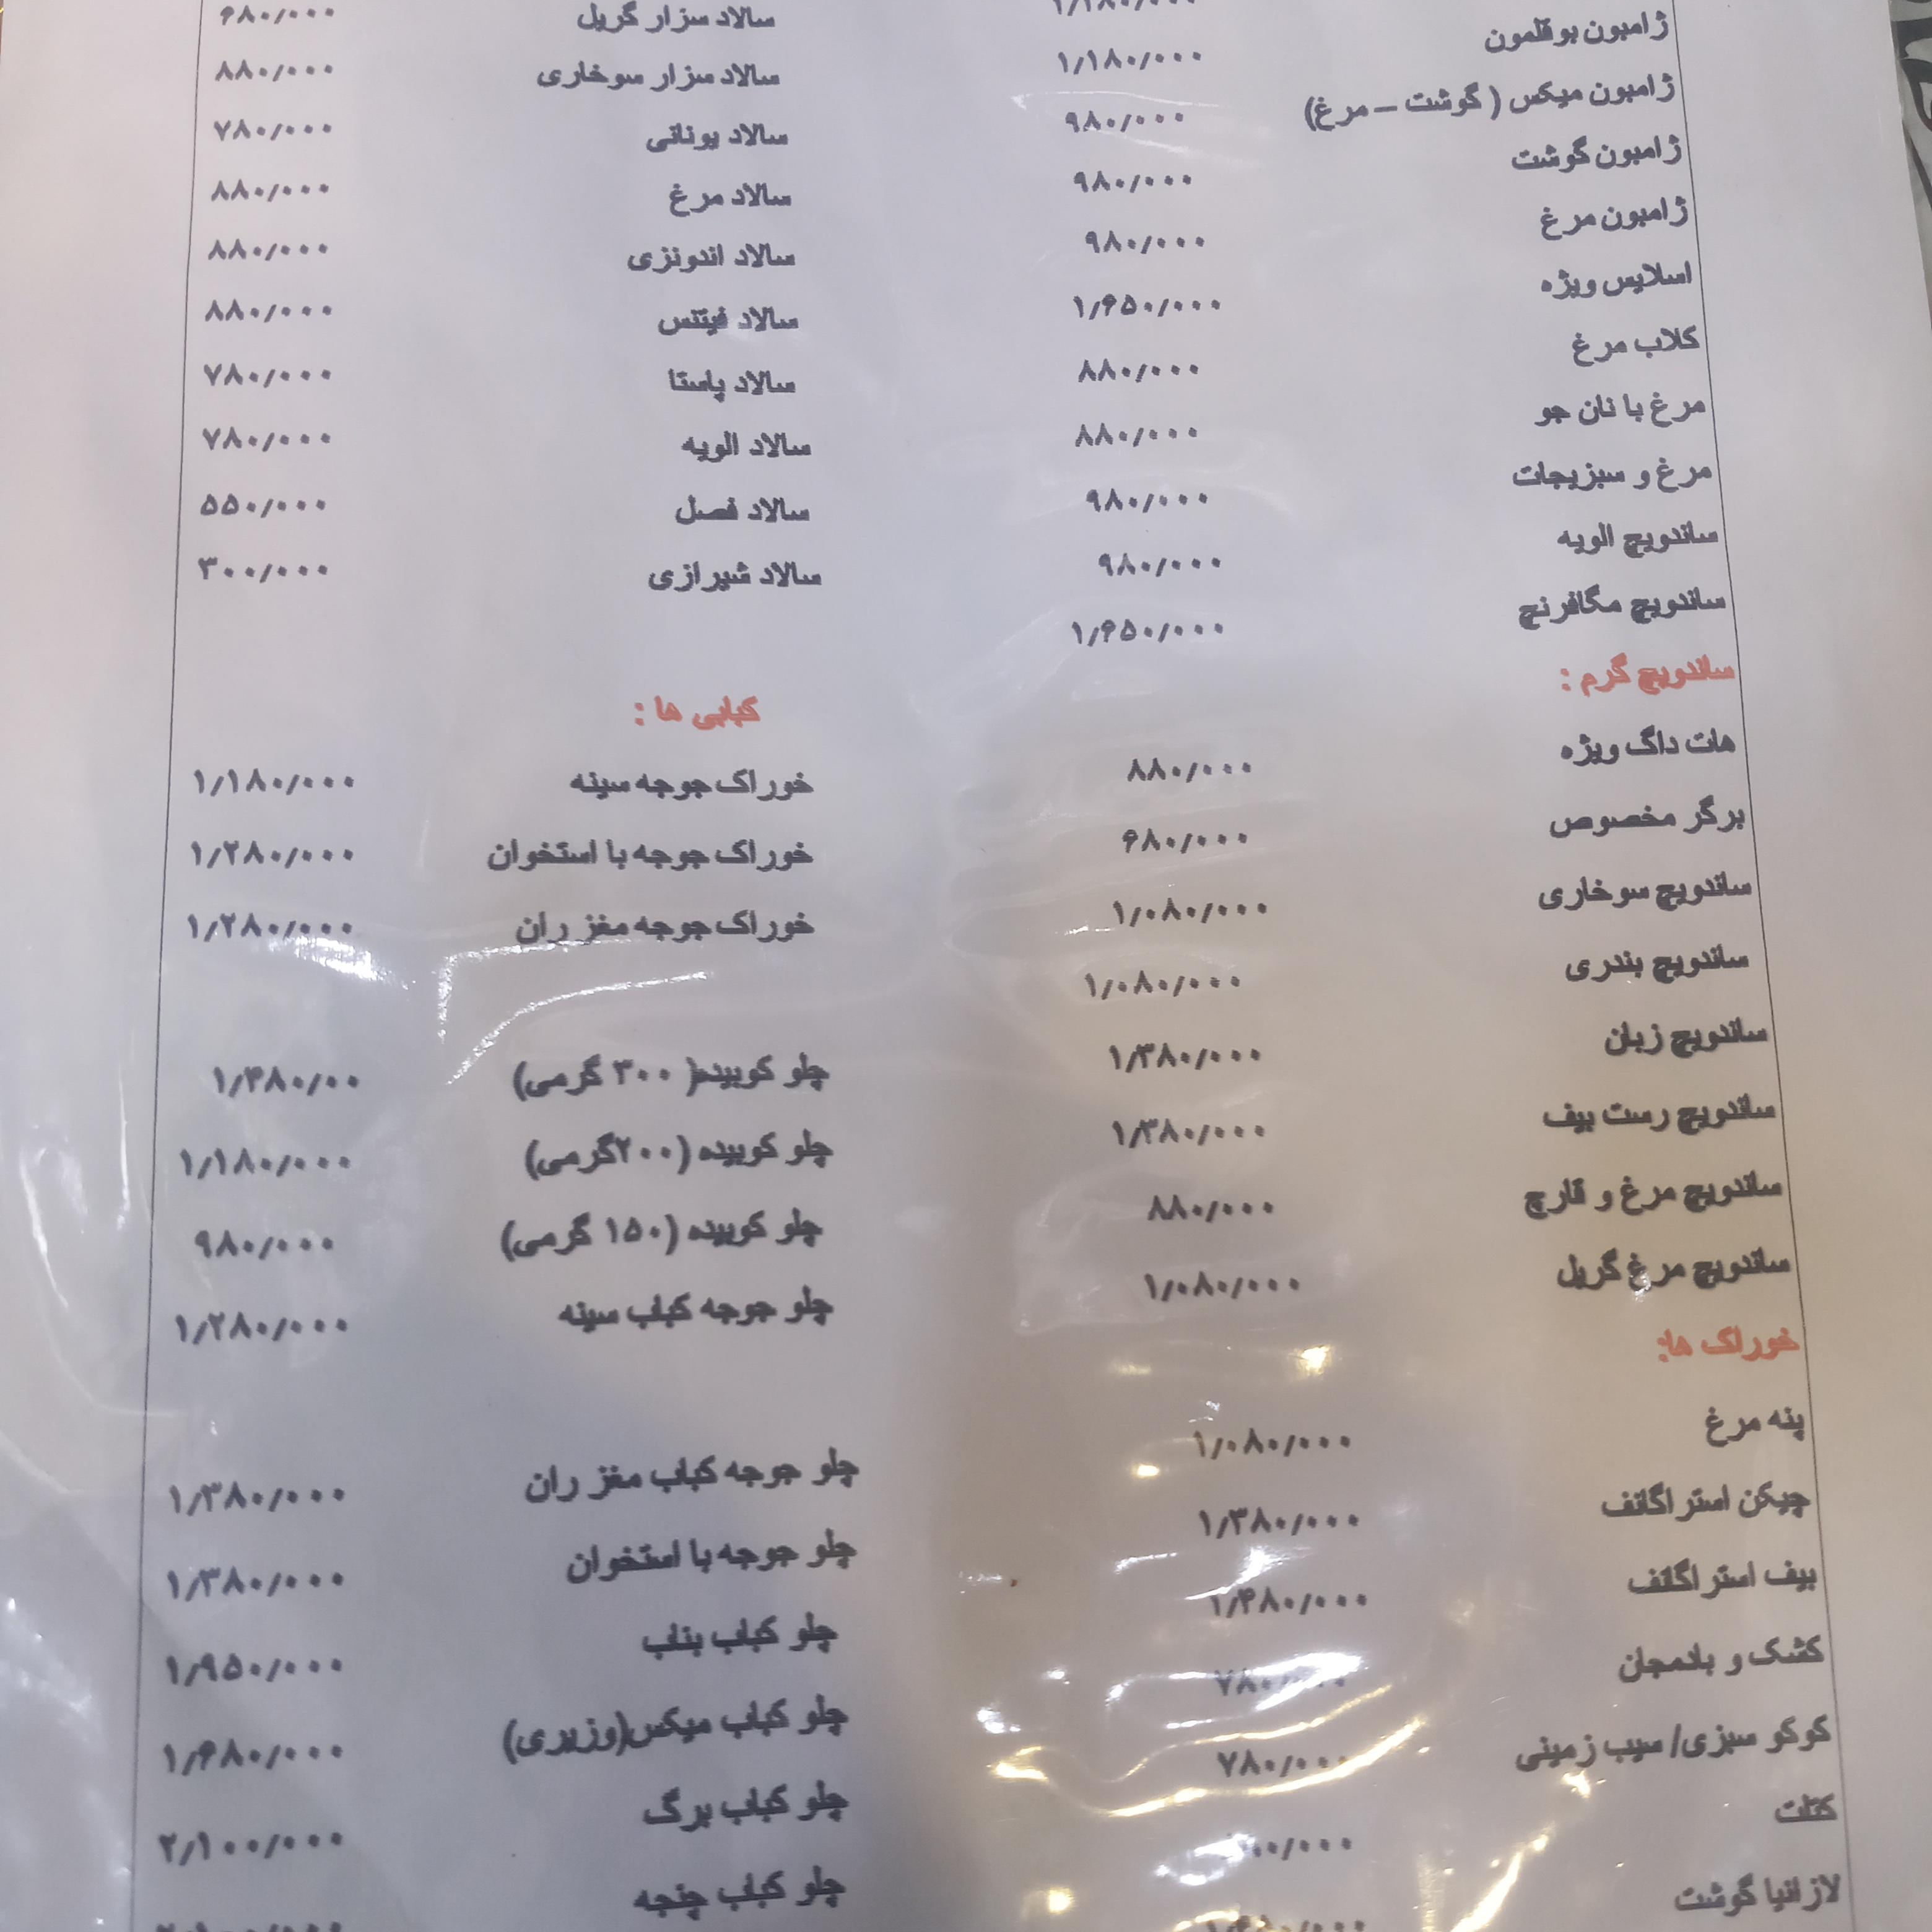 ژامبون بوقلمون ۱/۱۸۰/۰۰۰
ژامبون میکس ( گوشت – مرغ) ۹۸۰/۰۰۰
ژامبون گوشت ۹۸۰/۰۰۰
ژامبون مرغ ۹۸۰/۰۰۰
اسلایس ویژه ۱/۶۵۰/۰۰۰
کلاب مرغ ۸۸۰/۰۰۰
مرغ با نان جو ۸۸۰/۰۰۰
مرغ و سبزیجات ۹۸۰/۰۰۰
ساندویچ الویه ۹۸۰/۰۰۰
ساندویچ مگافرنچ ۱/۶۵۰/۰۰۰
ساندویچ گرم :
هات داگ ویژه ۸۸۰/۰۰۰
برگر مخصوص ۶۸۰/۰۰۰
ساندویچ سوخاری ۱/۰۸۰/۰۰۰
ساندویچ بندری ۱/۰۸۰/۰۰۰
ساندویچ زبان ۱/۳۸۰/۰۰۰
ساندویچ رست بیف ۱/۳۸۰/۰۰۰
ساندویچ مرغ و قارچ ۸۸۰/۰۰۰
ساندویچ مرغ گریل ۱/۰۸۰/۰۰۰
خوراک ها:
پنه مرغ ۱/۰۸۰/۰۰۰
چیکن استراگانف ۱/۳۸۰/۰۰۰
بیف استراگانف ۱/۴۸۰/۰۰۰
کشک و بادمجان ۷۸۰/۰۰۰
کوکو سبزی/ سیب زمینی ۷۸۰/۰۰۰
کتلت
لازانیا گوشت
سالاد سزار گریل ۶۸۰/۰۰۰
سالاد سزار سوخاری ۸۸۰/۰۰۰
سالاد یونانی ۷۸۰/۰۰۰
سالاد مرغ ۸۸۰/۰۰۰
سالاد اندونزی ۸۸۰/۰۰۰
سالاد فیتنس ۸۸۰/۰۰۰
سالاد پاستا ۷۸۰/۰۰۰
سالاد الویه ۷۸۰/۰۰۰
سالاد فصل ۵۵۰/۰۰۰
سالاد شیرازی ۳۰۰/۰۰۰
کبابی ها :
خوراک جوجه سینه ۱/۱۸۰/۰۰۰
خوراک جوجه با استخوان ۱/۲۸۰/۰۰۰
خوراک جوجه مغز ران ۱/۲۸۰/۰۰۰
چلو کوبیده( ۳۰۰ گرمی) ۱/۴۸۰/۰۰
چلو کوبیده (۲۰۰گرمی) ۱/۱۸۰/۰۰۰
چلو کوبیده (۱۵۰ گرمی) ۹۸۰/۰۰۰
چلو جوجه کباب سینه ۱/۲۸۰/۰۰۰
چلو جوجه کباب مغز ران ۱/۳۸۰/۰۰۰
چلو جوجه با استخوان ۱/۳۸۰/۰۰۰
چلو کباب بناب ۱/۹۵۰/۰۰۰
چلو کباب میکس(وزیری) ۱/۶۸۰/۰۰۰
چلو کباب برگ ۲/۱۰۰/۰۰۰
چلو کباب چنجه